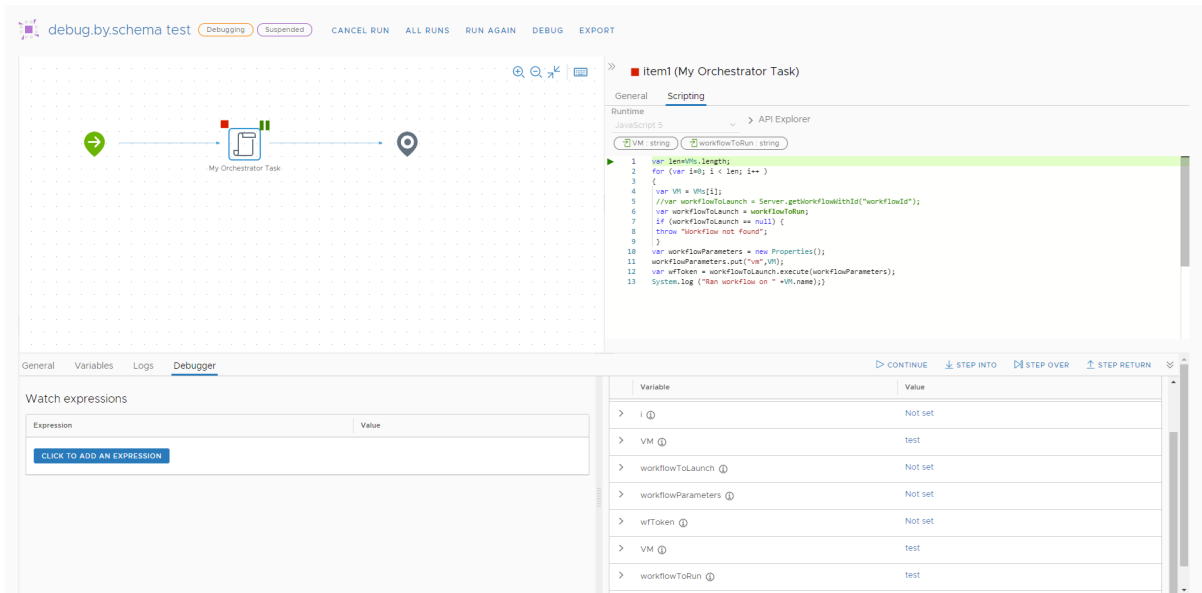 debug.by.schema test Debugging Suspended CANCEL RUN ALL RUNS RUN AGAIN DEBUG EXPORT
My Orchestrator Task
item1 (My Orchestrator Task)
General Scripting
Runtime
JavaScript 5 API Explorer
VM : string workflowToRun : string
1 var len=VMs.length;
2 for (var i=0; i < len; i++ )
3 {
4 var VM = VMs[i];
5 //var workflowToLaunch = Server.getWorkflowWithId("workflowId");
6 var workflowToLaunch = workflowToRun;
7 if (workflowToLaunch == null) {
8 throw "Workflow not found";
9 }
10 var workflowParameters = new Properties();
11 workflowParameters.put("vm",VM);
12 var wfToken = workflowToLaunch.execute(workflowParameters);
13 System.log ("Ran workflow on " +VM.name);}
General Variables Logs Debugger
CONTINUE STEP INTO STEP OVER STEP RETURN
Watch expressions
Expression Value
CLICK TO ADD AN EXPRESSION
Variable Value
i Not set
VM test
workflowToLaunch Not set
workflowParameters Not set
wfToken Not set
VM test
workflowToRun test